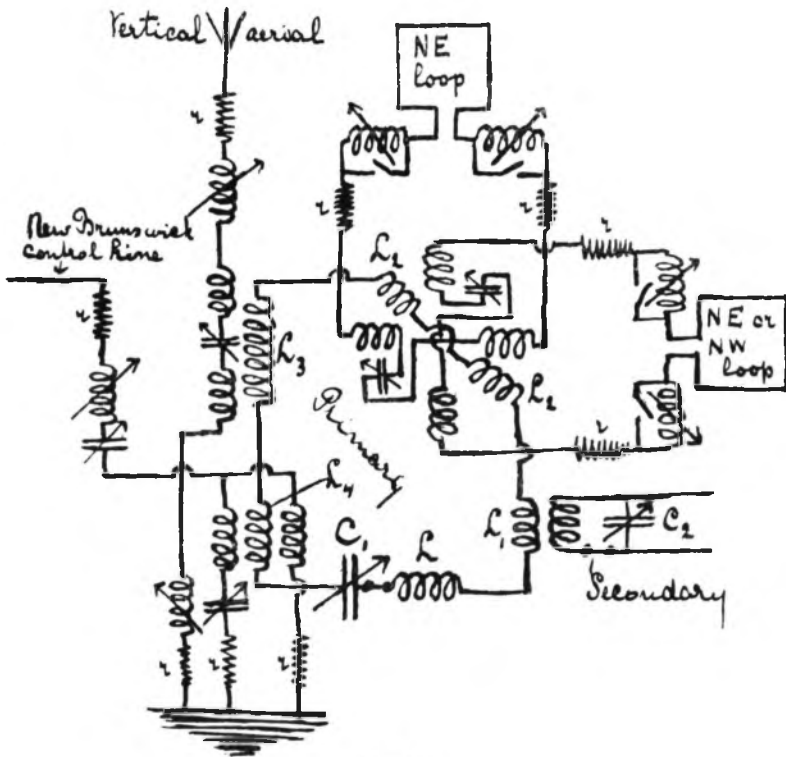 Vertical aerial
NE
loop
r
r
r
New Brunswick
control line
r
r
L₂
L₃
NE or
NW
loop
L₂
Primary
r
L₄
C₁
L
L₁
C₂
Secondary
r
r
r